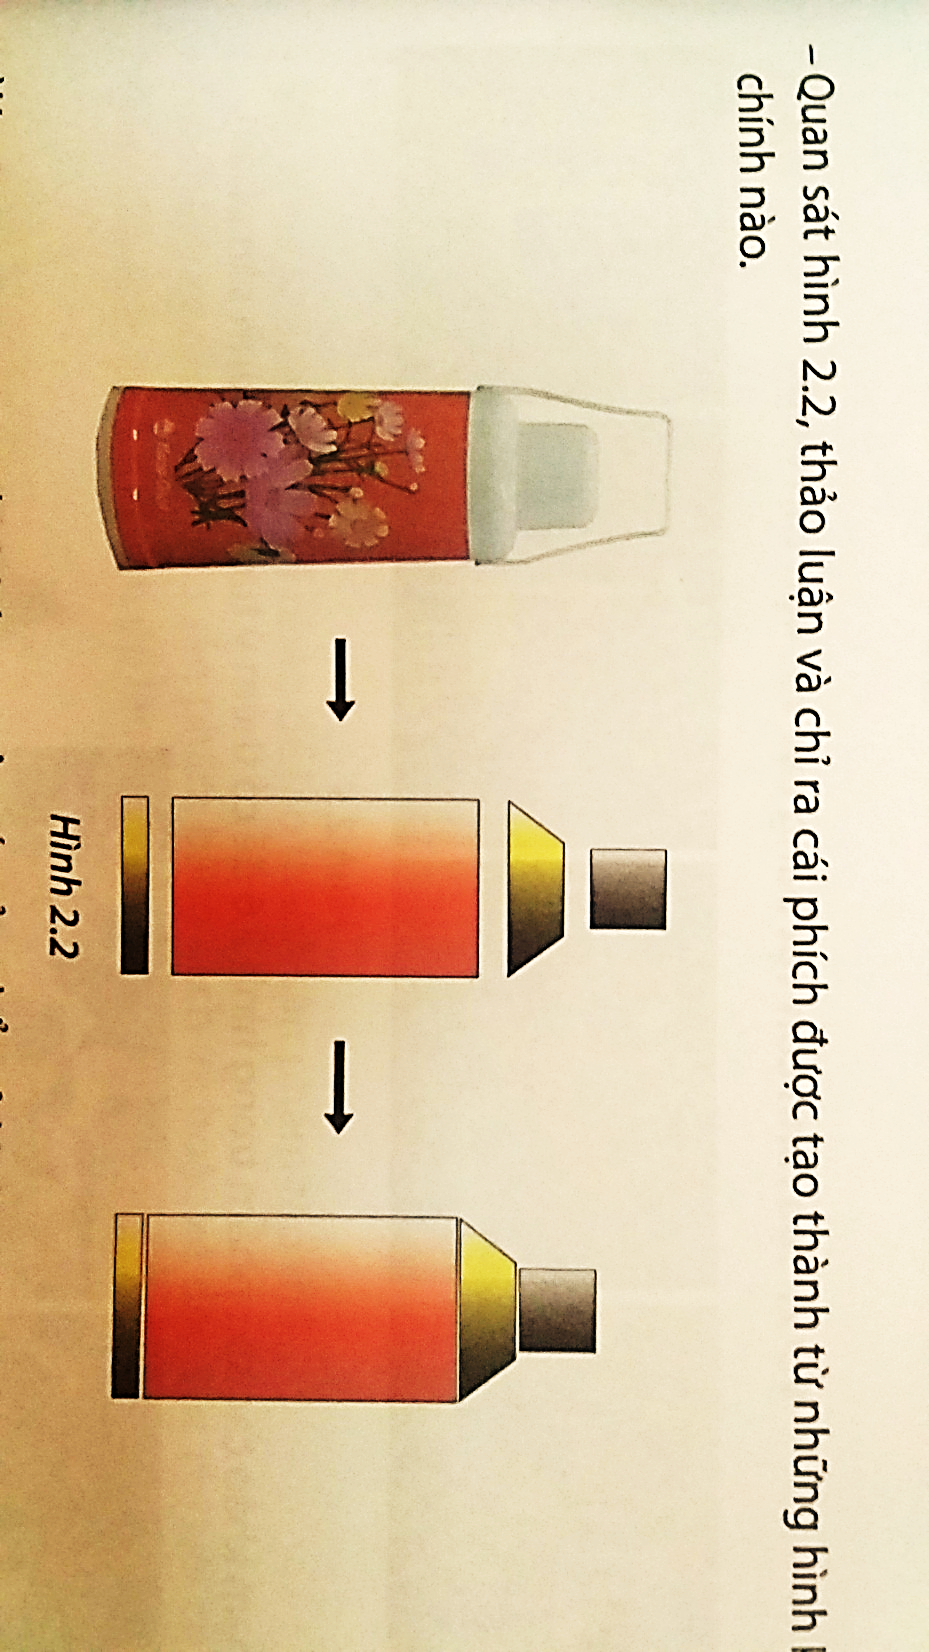 – Quan sát hình 2.2, thảo luận và chỉ ra cái phích được tạo thành từ những hình
chính nào.
Hình 2.2